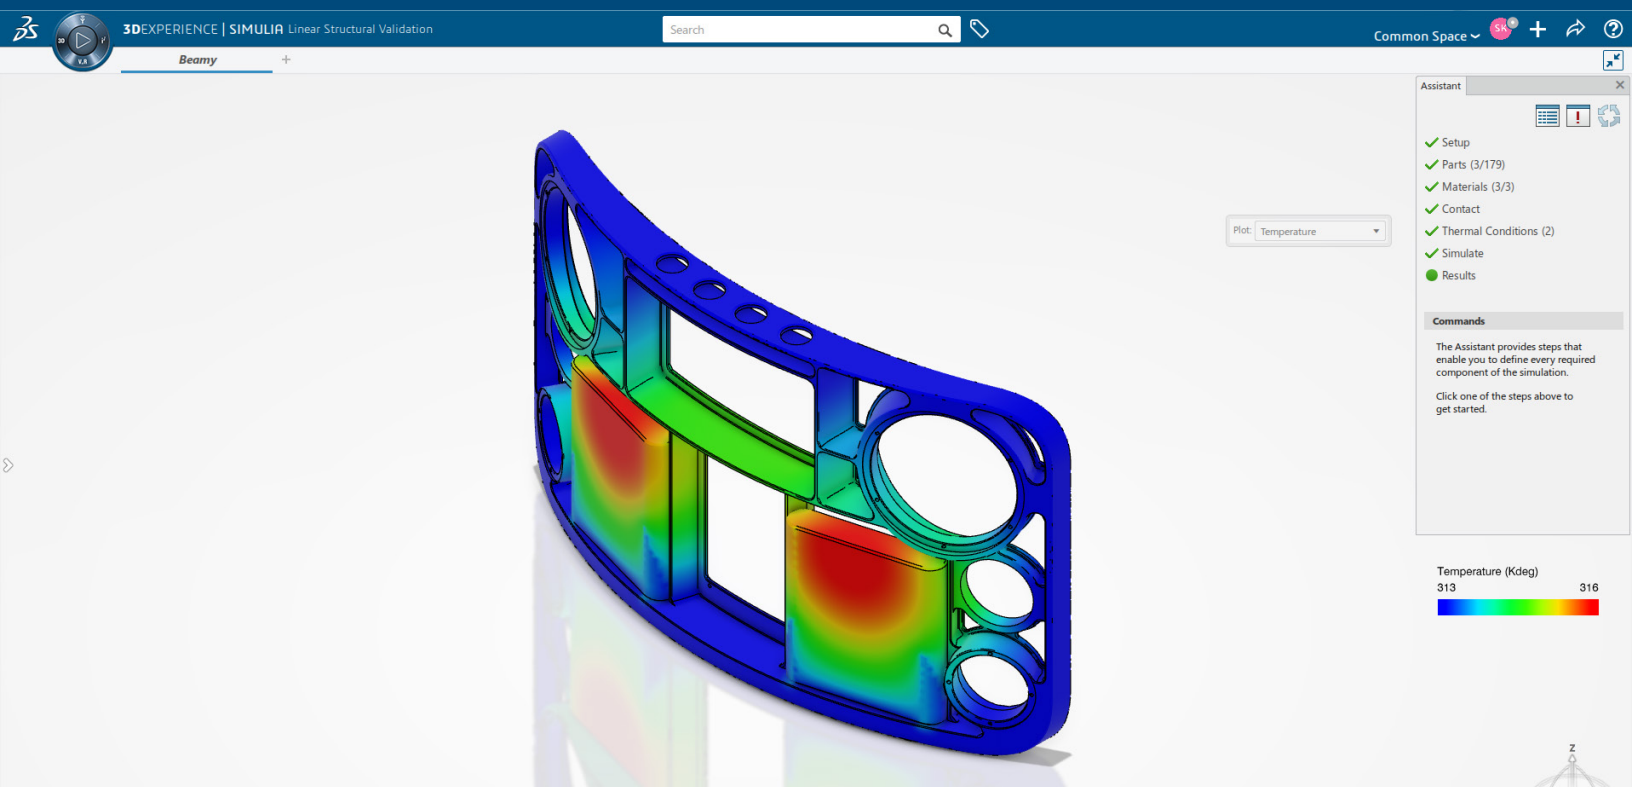 3DEXPERIENCE | SIMULIA Linear Structural Validation
Search
Common Space
SK
3D
V.R
Beamy
Assistant
Setup
Parts (3/179)
Materials (3/3)
Contact
Thermal Conditions (2)
Simulate
Results
Plot: Temperature
Commands
The Assistant provides steps that
enable you to define every required
component of the simulation.
Click one of the steps above to
get started.
Temperature (Kdeg)
313 316
Z